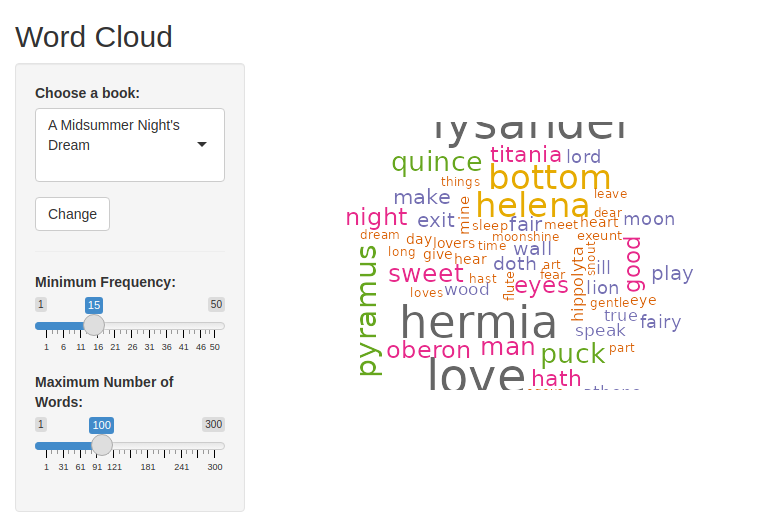 Word Cloud
Choose a book:
A Midsummer Night's
Dream
Change
Minimum Frequency:
1 15 50
1 6 11 16 21 26 31 36 41 46 50
Maximum Number of
Words:
1 100 300
1 31 61 91 121 181 241 300
lysander
quince titania lord
things bottom
make mine helena leave
night exit sleep fair meet heart dear moon
dream day lovers time moonshine exeunt
long give hear wall snout good
pyramus sweet hast doth art fear ill play
loves wood flute eyes hippolyta lion gentle eye
hermia true fairy
speak
oberon man puck part
love hath
athens